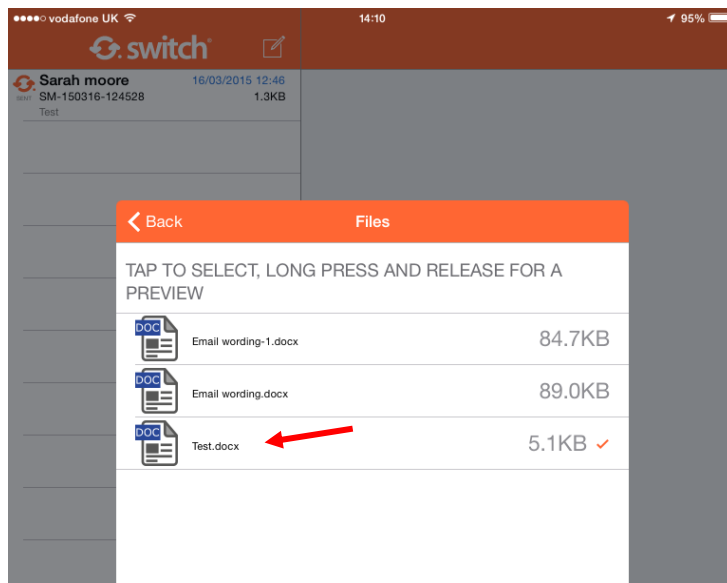 vodafone UK 14:10 95%
switch
Sarah moore 16/03/2015 12:46
SENT SM-150316-124528 1.3KB
Test
Back Files
TAP TO SELECT, LONG PRESS AND RELEASE FOR A
PREVIEW
DOC Email wording-1.docx 84.7KB
DOC Email wording.docx 89.0KB
DOC Test.docx 5.1KB